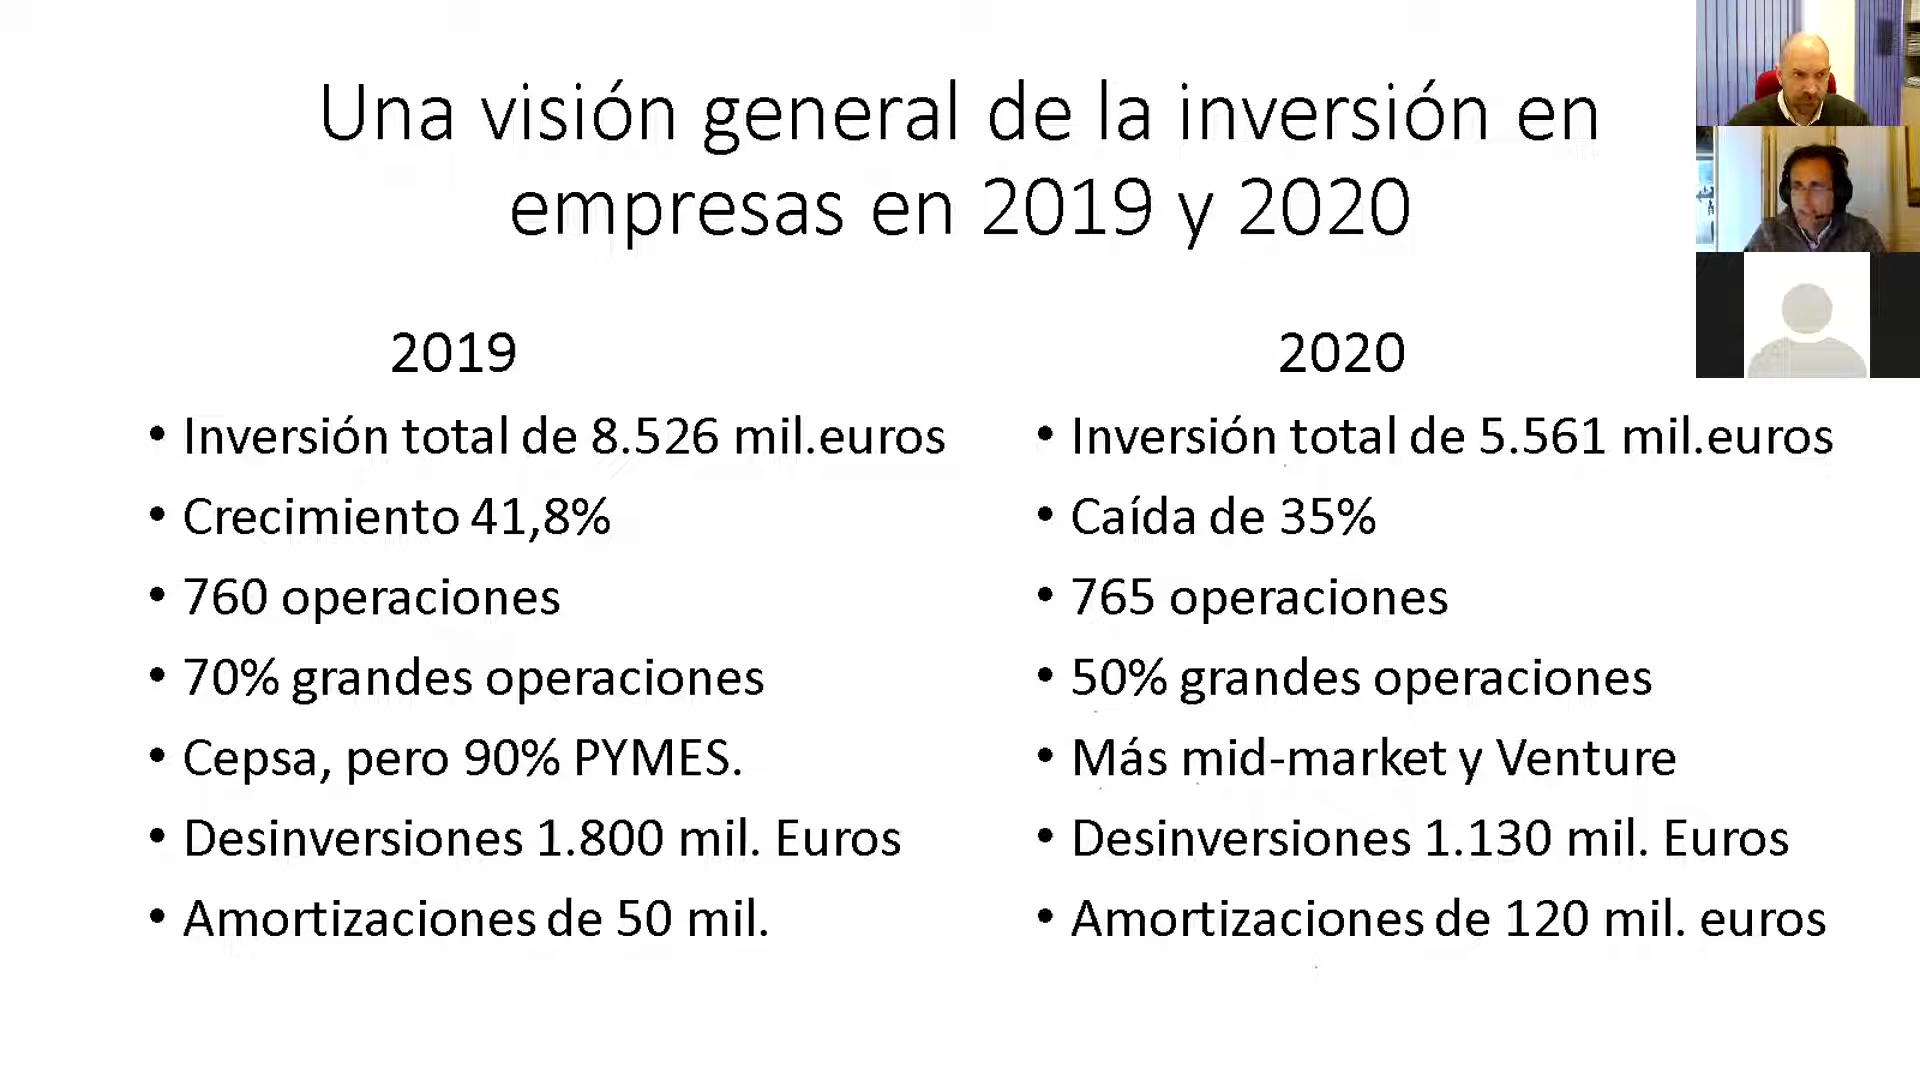 Una visión general de la inversión en
empresas en 2019 y 2020
2019
• Inversión total de 8.526 mil.euros
• Crecimiento 41,8%
• 760 operaciones
• 70% grandes operaciones
• Cepsa, pero 90% PYMES.
• Desinversiones 1.800 mil. Euros
• Amortizaciones de 50 mil.
2020
• Inversión total de 5.561 mil.euros
• Caída de 35%
• 765 operaciones
• 50% grandes operaciones
• Más mid-market y Venture
• Desinversiones 1.130 mil. Euros
• Amortizaciones de 120 mil. euros